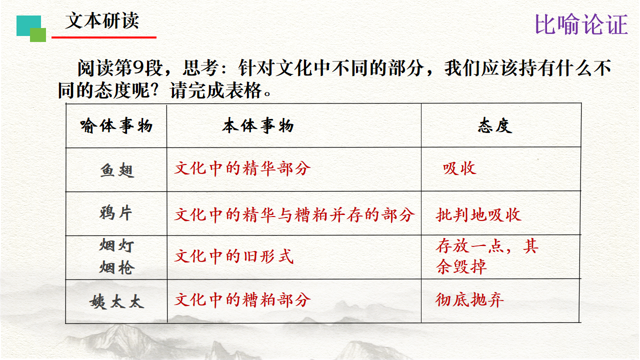 文本研读
比喻论证
阅读第9段，思考：针对文化中不同的部分，我们应该持有什么不
同的态度呢？请完成表格。
喻体事物 本体事物 态度
鱼翅 文化中的精华部分 吸收
鸦片 文化中的精华与糟粕并存的部分 批判地吸收
烟灯
烟枪
文化中的旧形式
存放一点，其
余毁掉
姨太太 文化中的糟粕部分 彻底抛弃